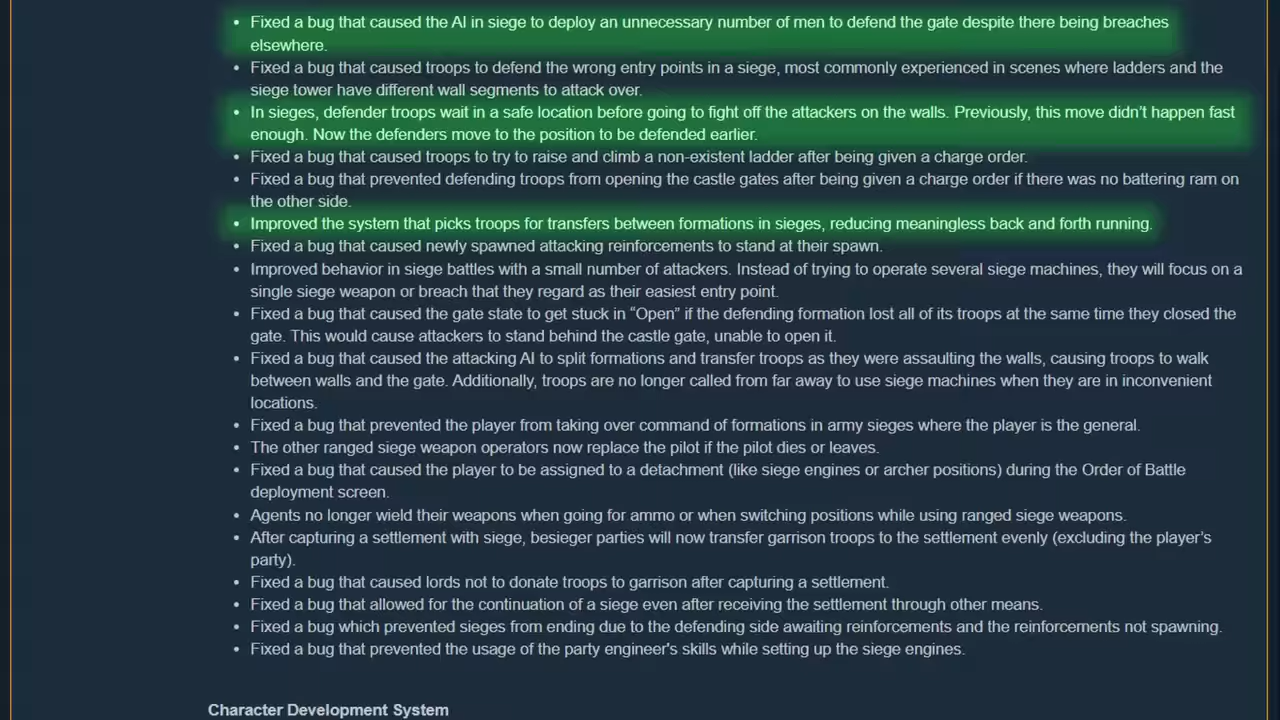 • Fixed a bug that caused the AI in siege to deploy an unnecessary number of men to defend the gate despite there being breaches
elsewhere.
• Fixed a bug that caused troops to defend the wrong entry points in a siege, most commonly experienced in scenes where ladders and the
siege tower have different wall segments to attack over.
• In sieges, defender troops wait in a safe location before going to fight off the attackers on the walls. Previously, this move didn’t happen fast
enough. Now the defenders move to the position to be defended earlier.
• Fixed a bug that caused troops to try to raise and climb a non-existent ladder after being given a charge order.
• Fixed a bug that prevented defending troops from opening the castle gates after being given a charge order if there was no battering ram on
the other side.
• Improved the system that picks troops for transfers between formations in sieges, reducing meaningless back and forth running.
• Fixed a bug that caused newly spawned attacking reinforcements to stand at their spawn.
• Improved behavior in siege battles with a small number of attackers. Instead of trying to operate several siege machines, they will focus on a
single siege weapon or breach that they regard as their easiest entry point.
• Fixed a bug that caused the gate state to get stuck in “Open” if the defending formation lost all of its troops at the same time they closed the
gate. This would cause attackers to stand behind the castle gate, unable to open it.
• Fixed a bug that caused the attacking AI to split formations and transfer troops as they were assaulting the walls, causing troops to walk
between walls and the gate. Additionally, troops are no longer called from far away to use siege machines when they are in inconvenient
locations.
• Fixed a bug that prevented the player from taking over command of formations in army sieges where the player is the general.
• The other ranged siege weapon operators now replace the pilot if the pilot dies or leaves.
• Fixed a bug that caused the player to be assigned to a detachment (like siege engines or archer positions) during the Order of Battle
deployment screen.
• Agents no longer wield their weapons when going for ammo or when switching positions while using ranged siege weapons.
• After capturing a settlement with siege, besieger parties will now transfer garrison troops to the settlement evenly (excluding the player’s
party).
• Fixed a bug that caused lords not to donate troops to garrison after capturing a settlement.
• Fixed a bug that allowed for the continuation of a siege even after receiving the settlement through other means.
• Fixed a bug which prevented sieges from ending due to the defending side awaiting reinforcements and the reinforcements not spawning.
• Fixed a bug that prevented the usage of the party engineer's skills while setting up the siege engines.
Character Development System